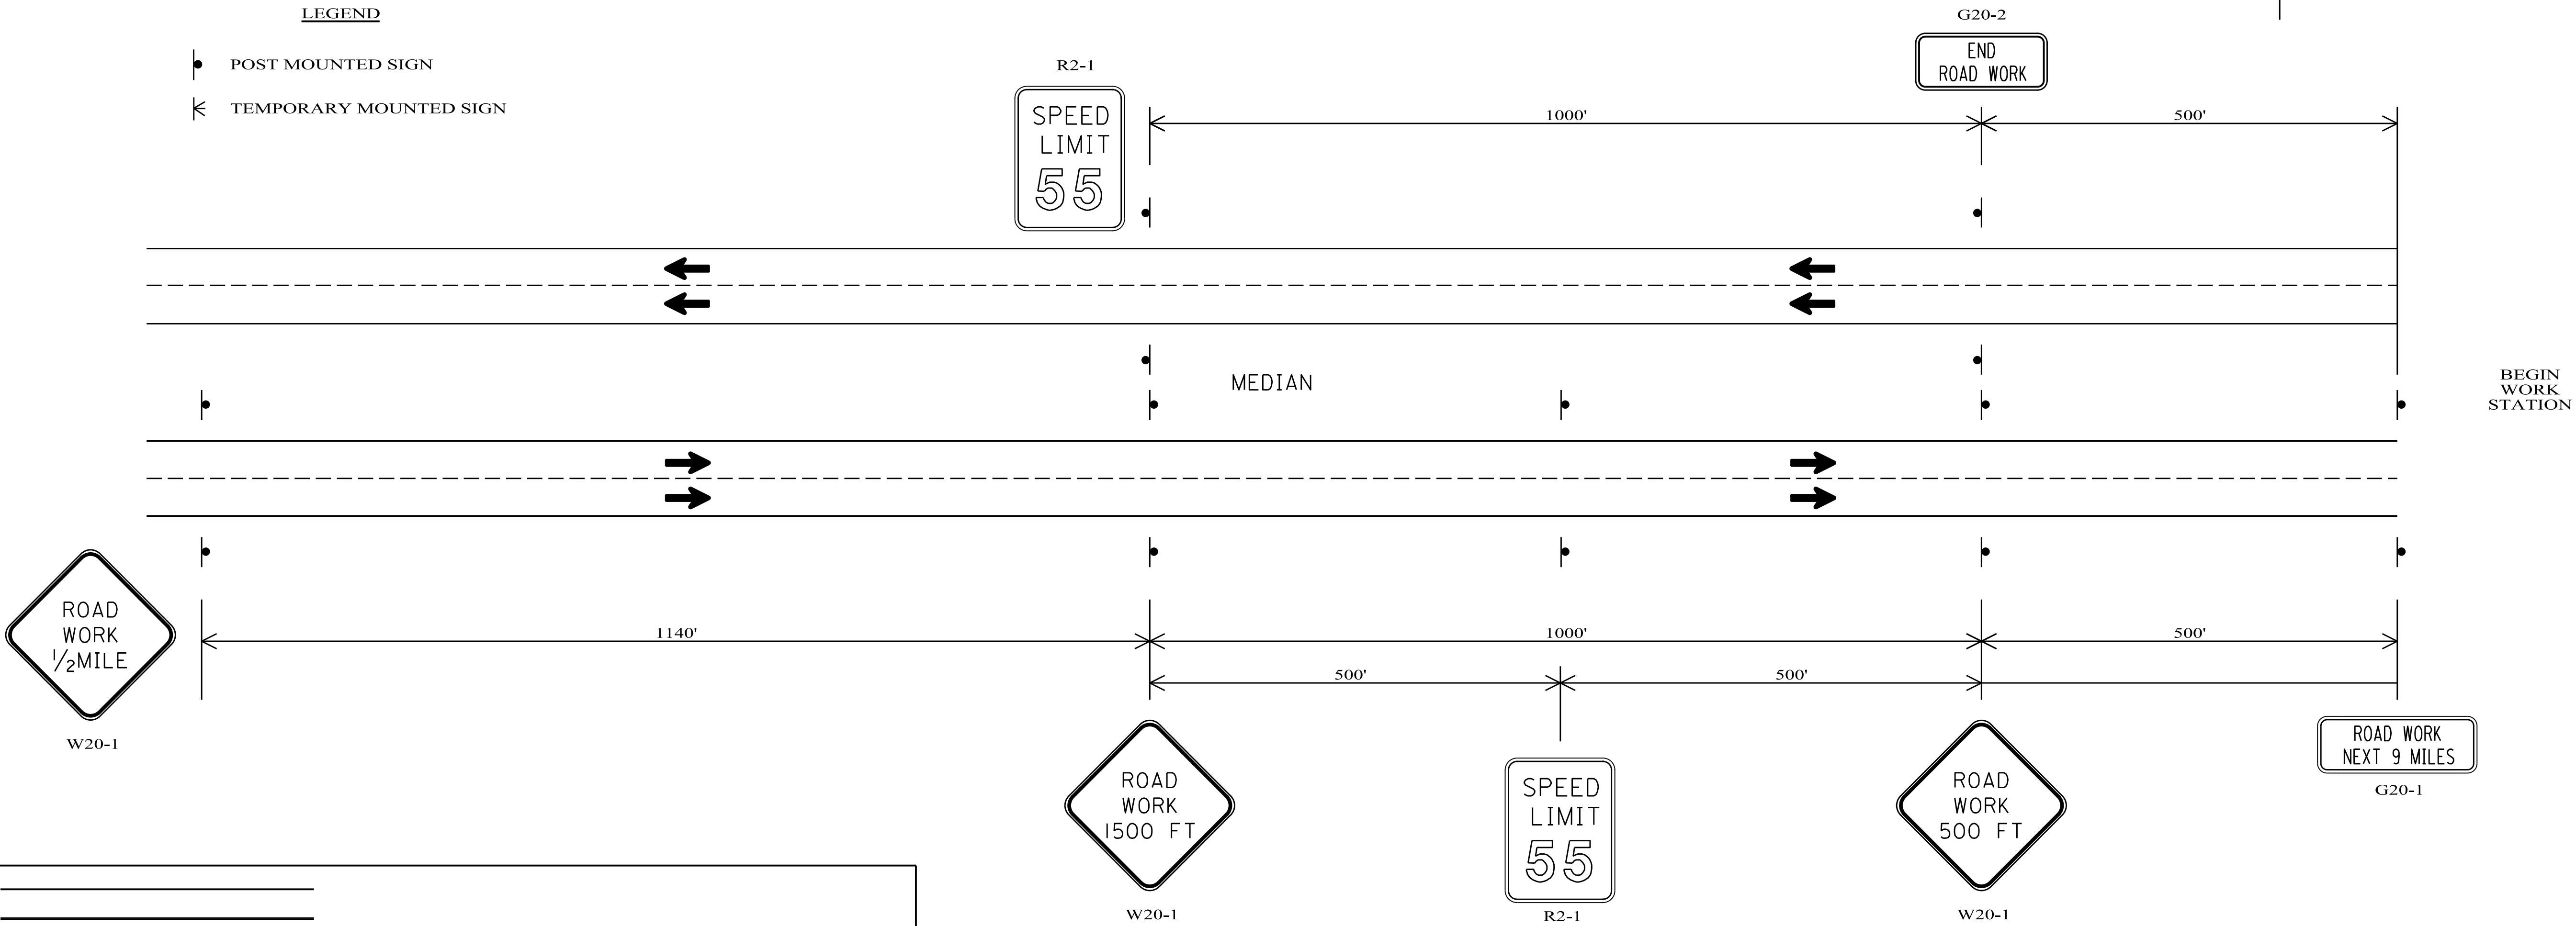 LEGEND
POST MOUNTED SIGN
TEMPORARY MOUNTED SIGN
R2-1
SPEED
LIMIT
55
G20-2
END
ROAD WORK
1000'
500'
MEDIAN
BEGIN
WORK
STATION
ROAD
WORK
1/2MILE
W20-1
1140'
1000'
500'
500'
500'
ROAD
WORK
1500 FT
W20-1
SPEED
LIMIT
55
R2-1
ROAD
WORK
500 FT
W20-1
ROAD WORK
NEXT 9 MILES
G20-1